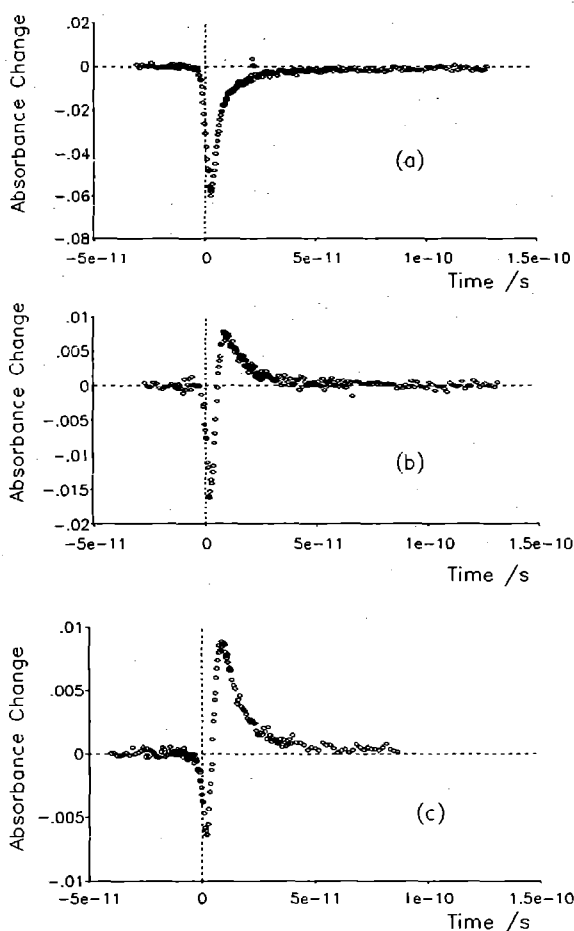 Absorbance Change
.02
0
-.02
-.04
-.06
-.08
(a)
-5e-11
0
5e-11
1e-10
1.5e-10
Time /s
Absorbance Change
.01
.005
0
-.005
-.01
-.015
-.02
(b)
-5e-11
0
5e-11
1e-10
1.5e-10
Time /s
Absorbance Change
.01
.005
0
-.005
-.01
(c)
-5e-11
0
5e-11
1e-10
1.5e-10
Time /s